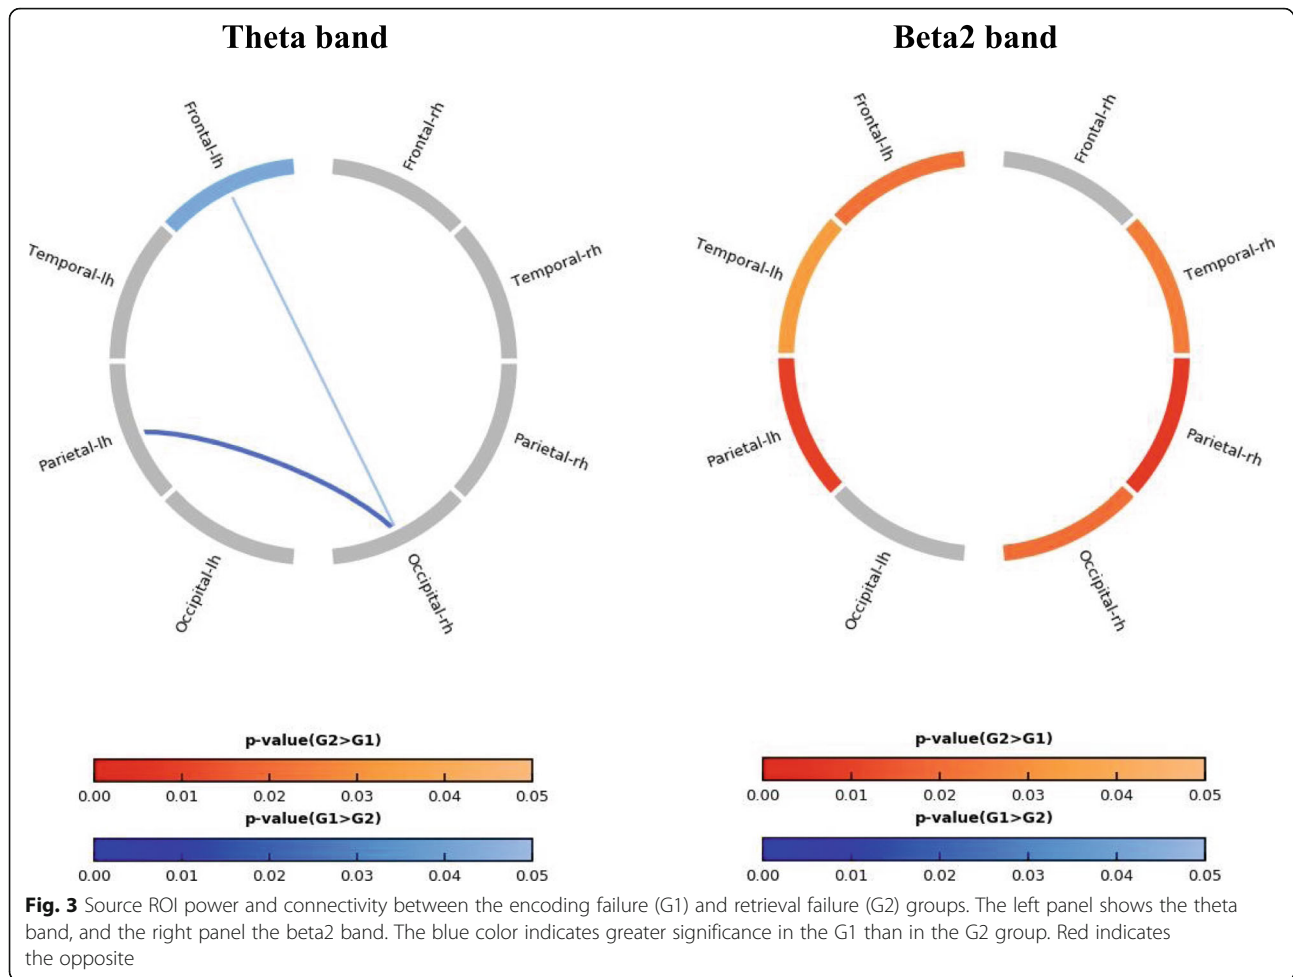 Theta band
Frontal-lh
Frontal-rh
Temporal-lh
Temporal-rh
Parietal-lh
Parietal-rh
Occipital-lh
Occipital-rh
p-value(G2>G1)
0.00 0.01 0.02 0.03 0.04 0.05
p-value(G1>G2)
0.00 0.01 0.02 0.03 0.04 0.05
Beta2 band
Frontal-lh
Frontal-rh
Temporal-lh
Temporal-rh
Parietal-lh
Parietal-rh
Occipital-lh
Occipital-rh
p-value(G2>G1)
0.00 0.01 0.02 0.03 0.04 0.05
p-value(G1>G2)
0.00 0.01 0.02 0.03 0.04 0.05
Fig. 3 Source ROI power and connectivity between the encoding failure (G1) and retrieval failure (G2) groups. The left panel shows the theta
band, and the right panel the beta2 band. The blue color indicates greater significance in the G1 than in the G2 group. Red indicates
the opposite